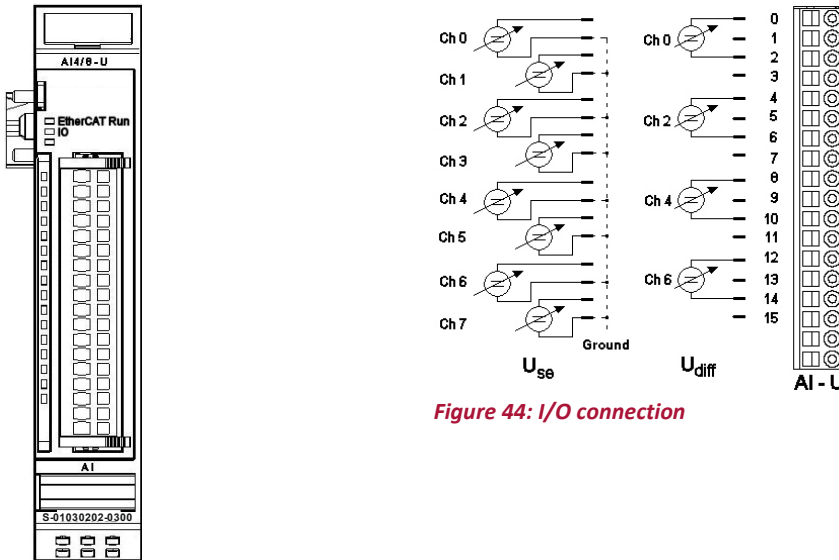 AI4/8-U
EtherCAT Run
IO
AI
S-01030202-0300
Ch 0
Ch 1
Ch 2
Ch 3
Ch 4
Ch 5
Ch 6
Ch 7
Ground
Use
Ch 0
Ch 2
Ch 4
Ch 6
Udiff
0
1
2
3
4
5
6
7
8
9
10
11
12
13
14
15
AI - U
Figure 44: I/O connection